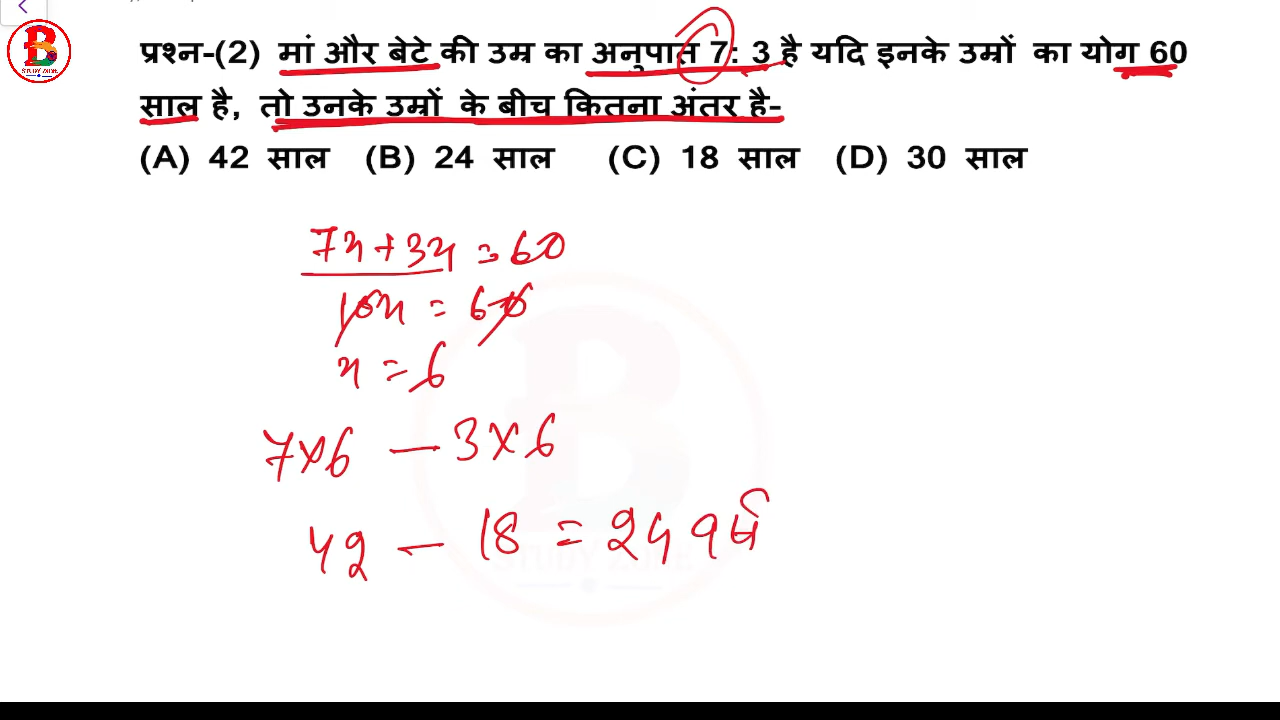 प्रश्न-(2) मां और बेटे की उम्र का अनुपात 7: 3 है यदि इनके उम्रों का योग 60
साल है, तो उनके उम्रों के बीच कितना अंतर है-
(A) 42 साल (B) 24 साल (C) 18 साल (D) 30 साल
7x+3x = 60
10x = 60
x = 6
7×6 — 3×6
42 — 18 = 24 वर्ष
B
STUDY